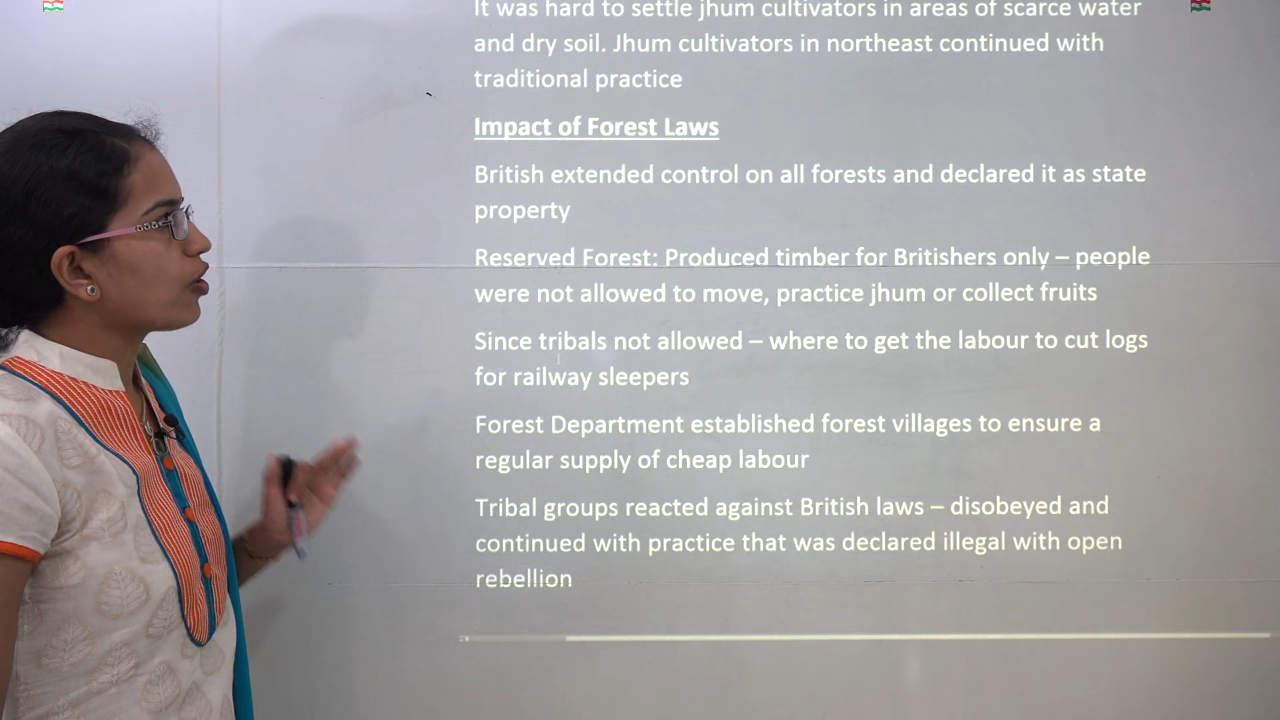 It was hard to settle jhum cultivators in areas of scarce water
and dry soil. Jhum cultivators in northeast continued with
traditional practice
Impact of Forest Laws
British extended control on all forests and declared it as state
property
Reserved Forest: Produced timber for Britishers only – people
were not allowed to move, practice jhum or collect fruits
Since tribals not allowed – where to get the labour to cut logs
for railway sleepers
Forest Department established forest villages to ensure a
regular supply of cheap labour
Tribal groups reacted against British laws – disobeyed and
continued with practice that was declared illegal with open
rebellion